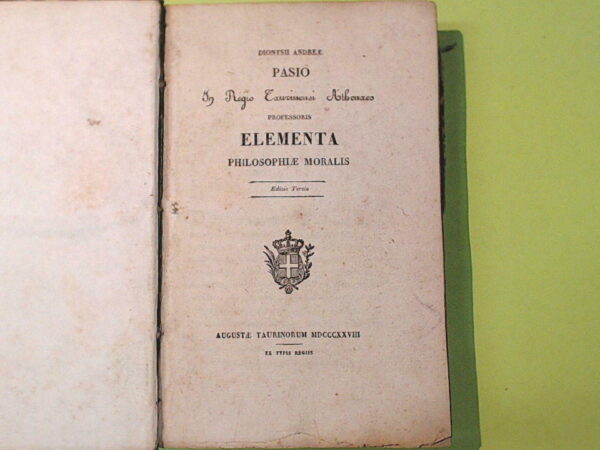 DIONYSII ANDREÆ
PASIO
In Regio Taurinensi Athenaeo
PROFESSORIS
ELEMENTA
PHILOSOPHIÆ MORALIS
Editio Tertia
AUGUSTÆ TAURINORUM MDCCCXXVIII
EX TYPIS REGIIS